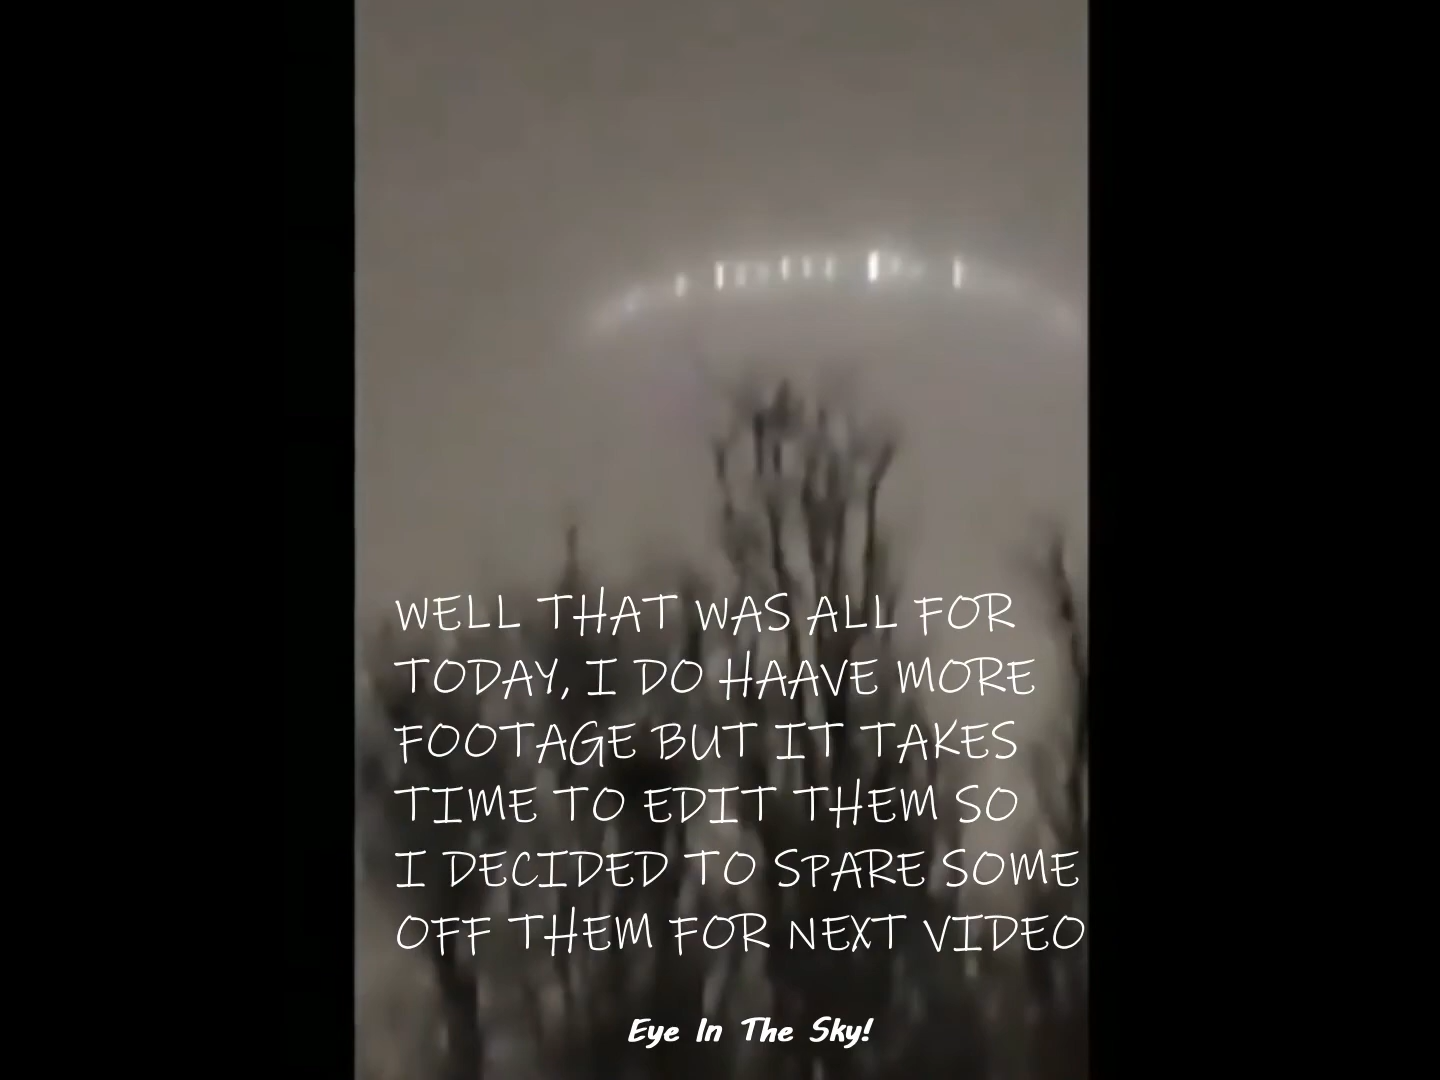 WELL THAT WAS ALL FOR
TODAY, I DO HAAVE MORE
FOOTAGE BUT IT TAKES
TIME TO EDIT THEM SO
I DECIDED TO SPARE SOME
OFF THEM FOR NEXT VIDEO
Eye In The Sky!